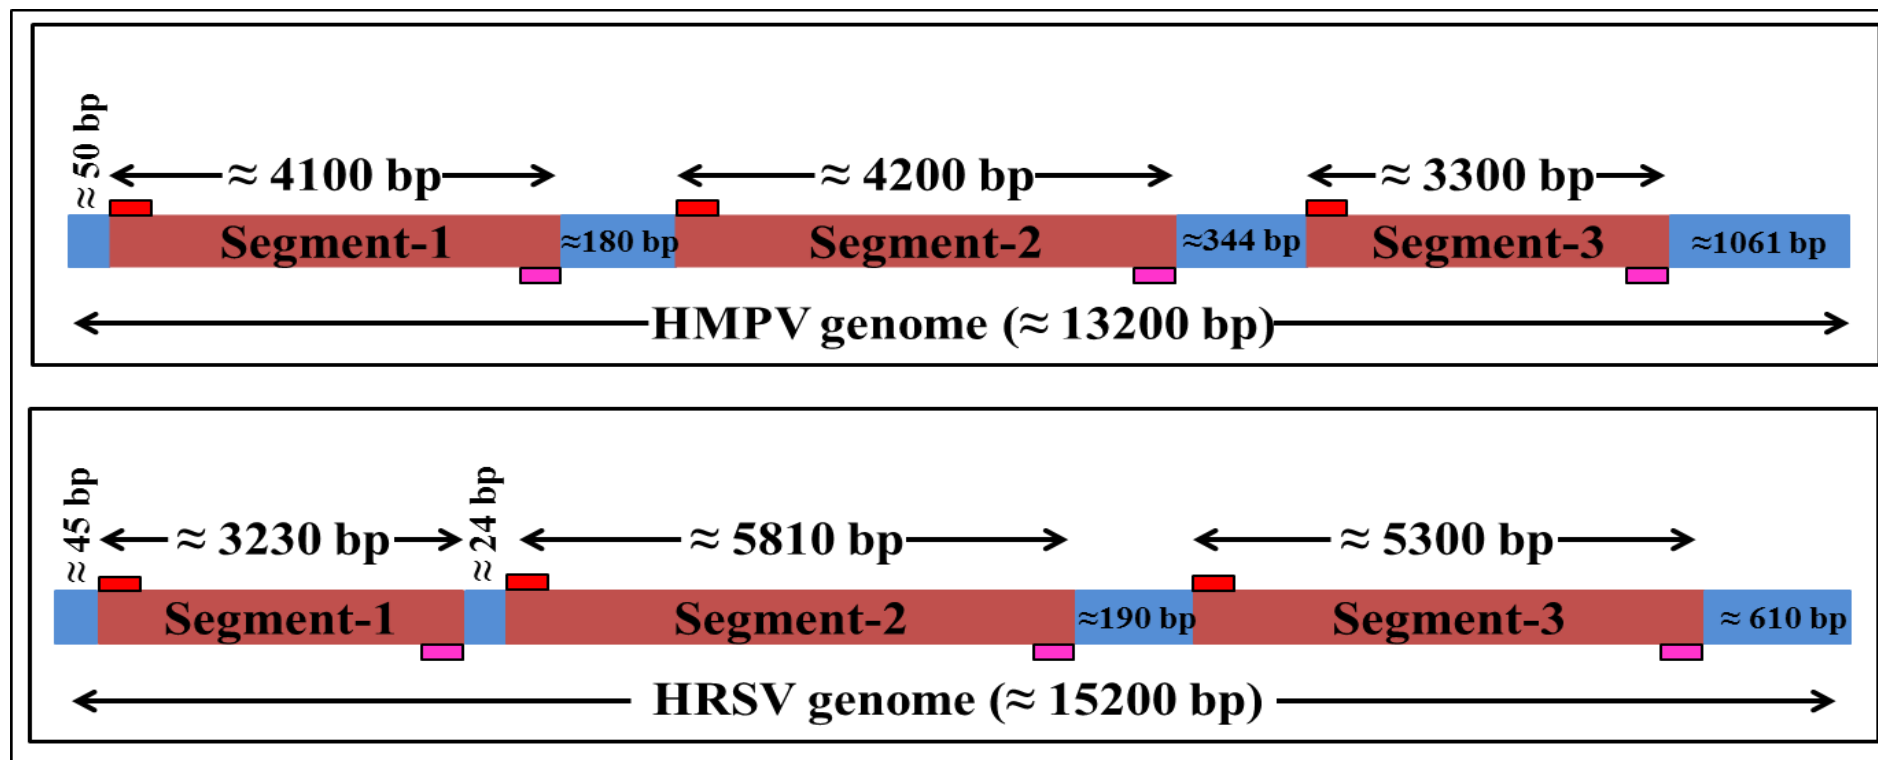 ≈ 50 bp
≈ 4100 bp
≈ 4200 bp
≈ 3300 bp
Segment-1
≈180 bp
Segment-2
≈344 bp
Segment-3
≈1061 bp
HMPV genome (≈ 13200 bp)
≈ 45 bp
≈ 3230 bp
≈ 24 bp
≈ 5810 bp
≈ 5300 bp
Segment-1
Segment-2
≈190 bp
Segment-3
≈ 610 bp
HRSV genome (≈ 15200 bp)